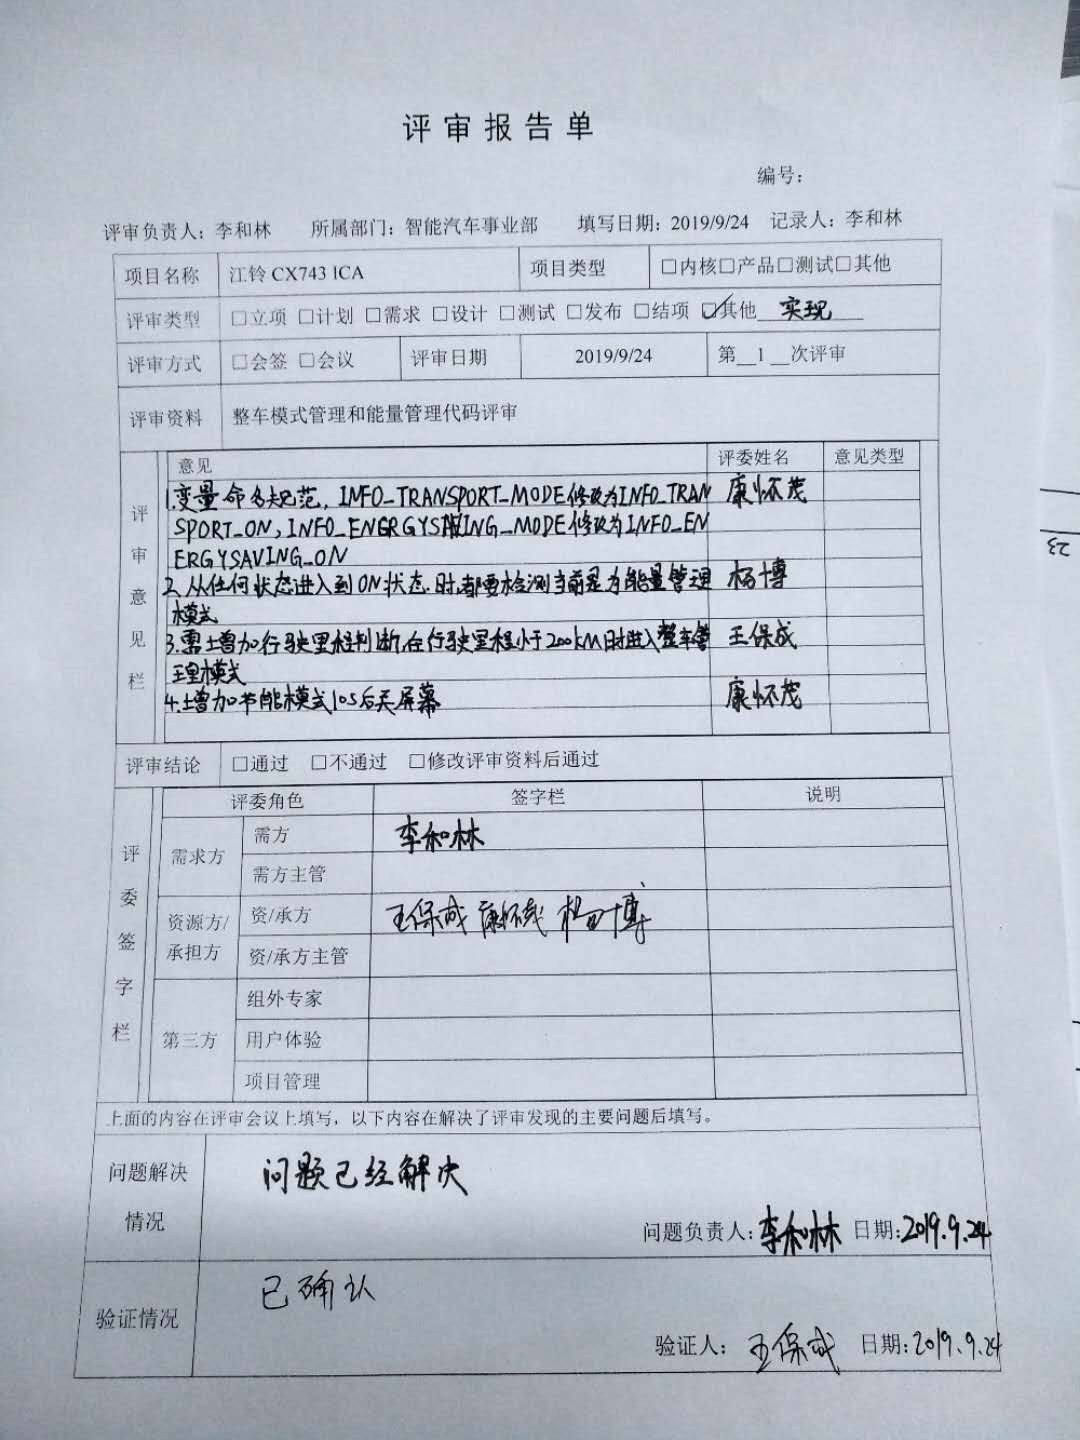 评审报告单
编号：
评审负责人：李和林 所属部门：智能汽车事业部 填写日期：2019/9/24 记录人：李和林
项目名称 江铃 CX743 ICA 项目类型 □内核□产品□测试□其他
评审类型 □立项 □计划 □需求 □设计 □测试 □发布 □结项 ☑其他 实现
评审方式 □会签 □会议 评审日期 2019/9/24 第 1 次评审
评审资料 整车模式管理和能量管理代码评审
评审意见栏
意见 评委姓名 意见类型
1.变量命名规范，INFO_TRANSPORT_MODE修改为INFO_TRAN 康怀茂
SPORT_ON，INFO_ENERGYSAVING_MODE修改为INFO_EN
ERGYSAVING_ON
2.从任何状态进入到ON状态时，都要检测当前是为能量管理 杨博
模式
3.需增加行驶里程判断，在行驶里程小于200kM时进入整车管 王保成
理模式
4.增加节能模式10S后关屏幕 康怀茂
评审结论 □通过 □不通过 □修改评审资料后通过
评委签字栏
评委角色 签字栏 说明
需求方 需方 李和林
需方主管
资源方/承担方 资/承方 王保成 康怀茂 杨博
资/承方主管
第三方 组外专家
用户体验
项目管理
上面的内容在评审会议上填写，以下内容在解决了评审发现的主要问题后填写。
问题解决情况 问题已经解决
问题负责人：李和林 日期：2019.9.24
验证情况 已确认
验证人：王保成 日期：2019.9.24
23